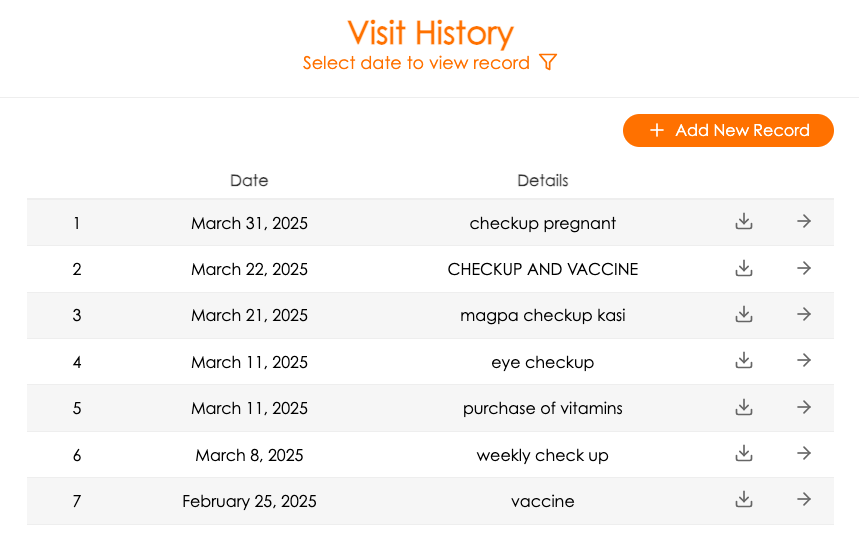 Visit History
Select date to view record
+ Add New Record
Date Details
1 March 31, 2025 checkup pregnant
2 March 22, 2025 CHECKUP AND VACCINE
3 March 21, 2025 magpa checkup kasi
4 March 11, 2025 eye checkup
5 March 11, 2025 purchase of vitamins
6 March 8, 2025 weekly check up
7 February 25, 2025 vaccine